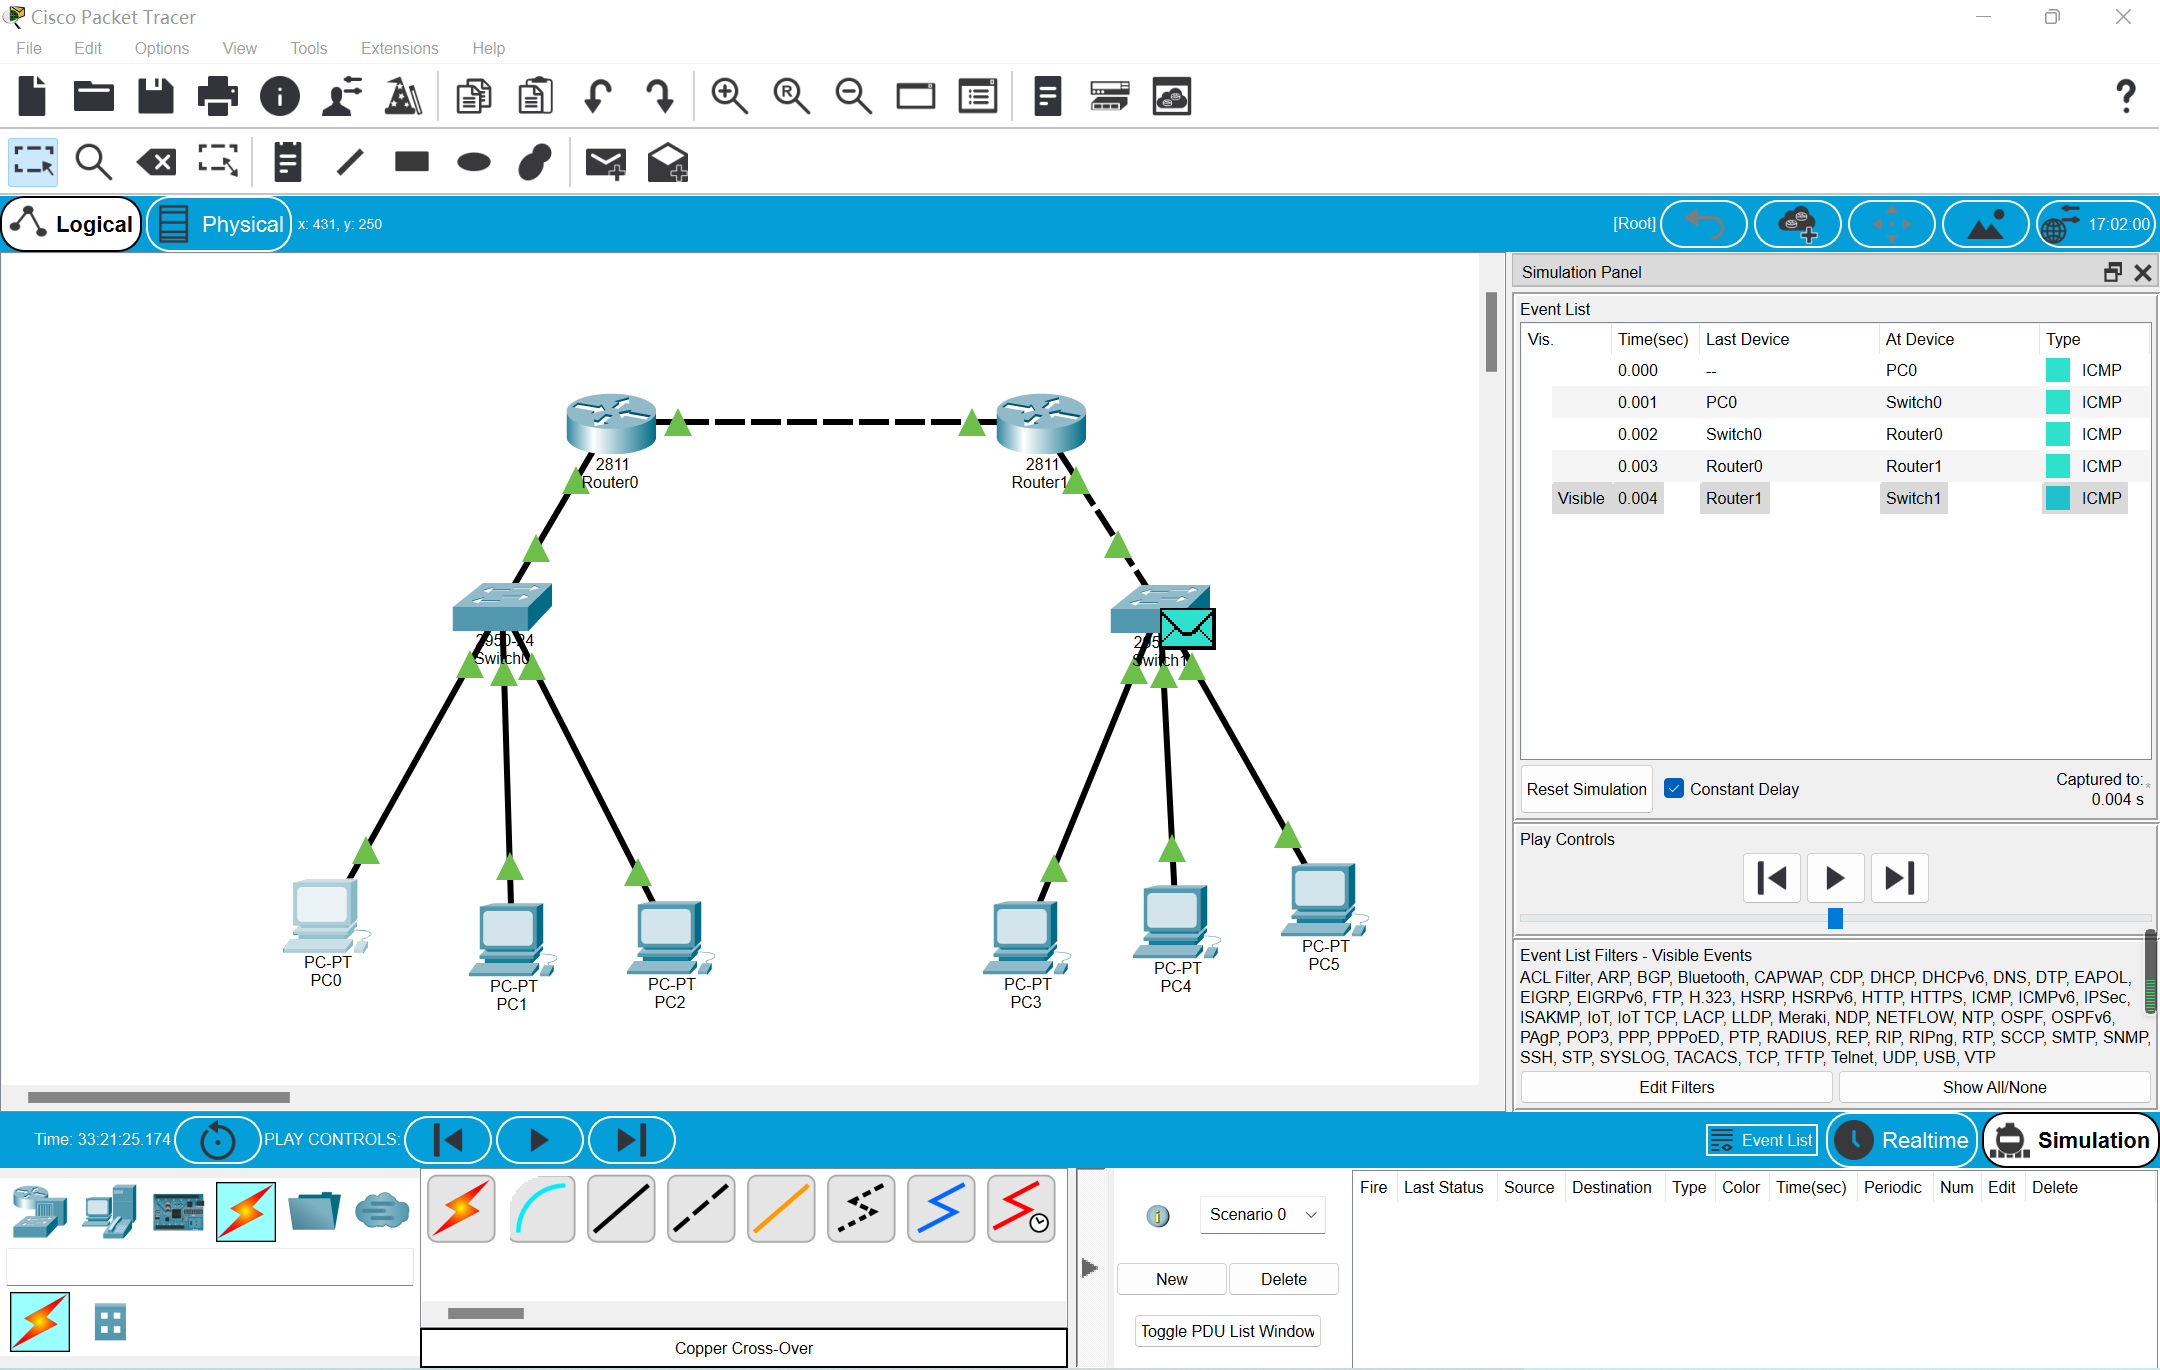 Cisco Packet Tracer
File Edit Options View Tools Extensions Help
Logical Physical x: 431, y: 250 [Root] 17:02:00
Simulation Panel
Event List
Vis. Time(sec) Last Device At Device Type
0.000 -- PC0 ICMP
0.001 PC0 Switch0 ICMP
0.002 Switch0 Router0 ICMP
0.003 Router0 Router1 ICMP
Visible 0.004 Router1 Switch1 ICMP
2811
Router0
2811
Router1
2950-24
Switch0
Switch1
PC-PT
PC0
PC-PT
PC1
PC-PT
PC2
PC-PT
PC3
PC-PT
PC4
PC-PT
PC5
Reset Simulation Constant Delay Captured to:
0.004 s
Play Controls
Event List Filters - Visible Events
ACL Filter, ARP, BGP, Bluetooth, CAPWAP, CDP, DHCP, DHCPv6, DNS, DTP, EAPOL,
EIGRP, EIGRPv6, FTP, H.323, HSRP, HSRPv6, HTTP, HTTPS, ICMP, ICMPv6, IPSec,
ISAKMP, IoT, IoT TCP, LACP, LLDP, Meraki, NDP, NETFLOW, NTP, OSPF, OSPFv6,
PAgP, POP3, PPP, PPPoED, PTP, RADIUS, REP, RIP, RIPng, RTP, SCCP, SMTP, SNMP,
SSH, STP, SYSLOG, TACACS, TCP, TFTP, Telnet, UDP, USB, VTP
Edit Filters Show All/None
Time: 33:21:25.174 PLAY CONTROLS: Event List Realtime Simulation
Scenario 0
New Delete
Toggle PDU List Window
Fire Last Status Source Destination Type Color Time(sec) Periodic Num Edit Delete
Copper Cross-Over